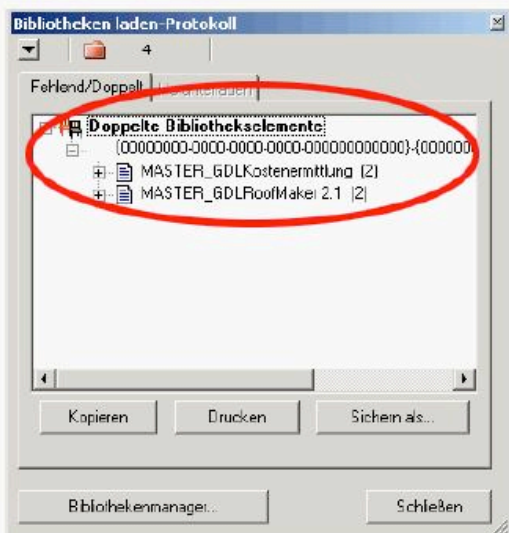 Bibliotheken laden-Protokoll
4
Fehlend/Doppelt
Doppelte Bibliothekselemente
{00000000-0000-0000-0000-000000000000}-{0000000
MASTER_GDLKostenermittlung (2)
MASTER_GDLRoofMaker 2.1 (2)
Kopieren Drucken Sichern als...
Bibliothekenmanager... Schließen